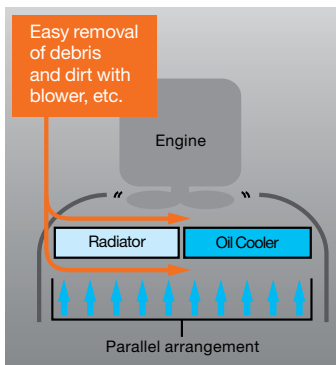 Easy removal
of debris
and dirt with
blower, etc.
Engine
Radiator
Oil Cooler
Parallel arrangement